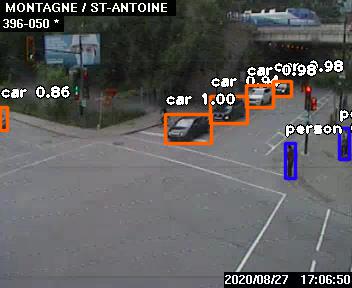 MONTAGNE / ST-ANTOINE
396-050 *
car 0.98
car 0.94
car 0.98
car 0.86
car 1.00
person
2020/08/27 17:06:50